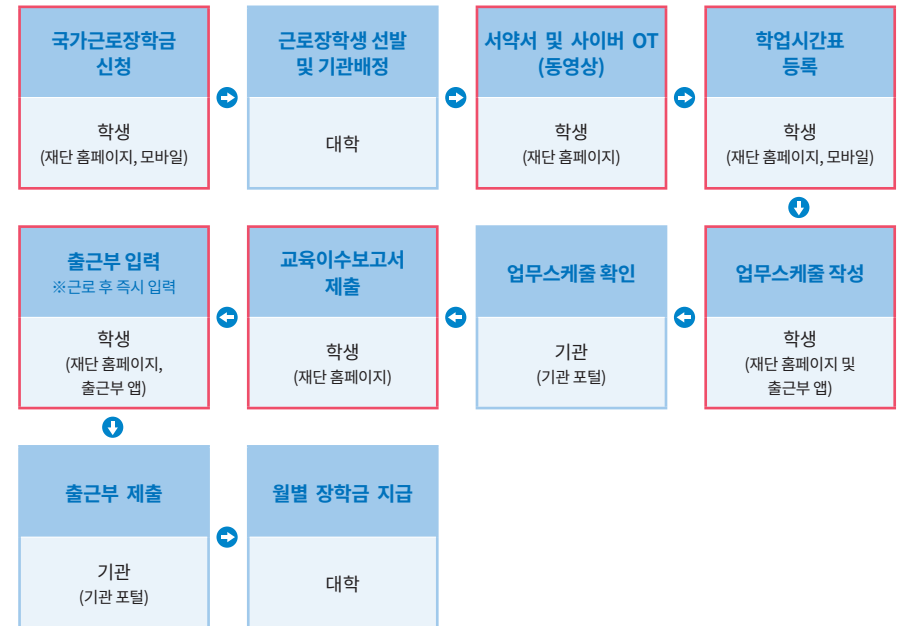 국가근로장학금
신청
학생
(재단 홈페이지, 모바일)
근로장학생 선발
및 기관배정
대학
서약서 및 사이버 OT
(동영상)
학생
(재단 홈페이지)
학업시간표
등록
학생
(재단 홈페이지, 모바일)
업무스케줄 작성
학생
(재단 홈페이지 및
출근부 앱)
업무스케줄 확인
기관
(기관 포털)
교육이수보고서
제출
학생
(재단 홈페이지)
출근부 입력
※근로 후 즉시 입력
학생
(재단 홈페이지,
출근부 앱)
출근부 제출
기관
(기관 포털)
월별 장학금 지급
대학